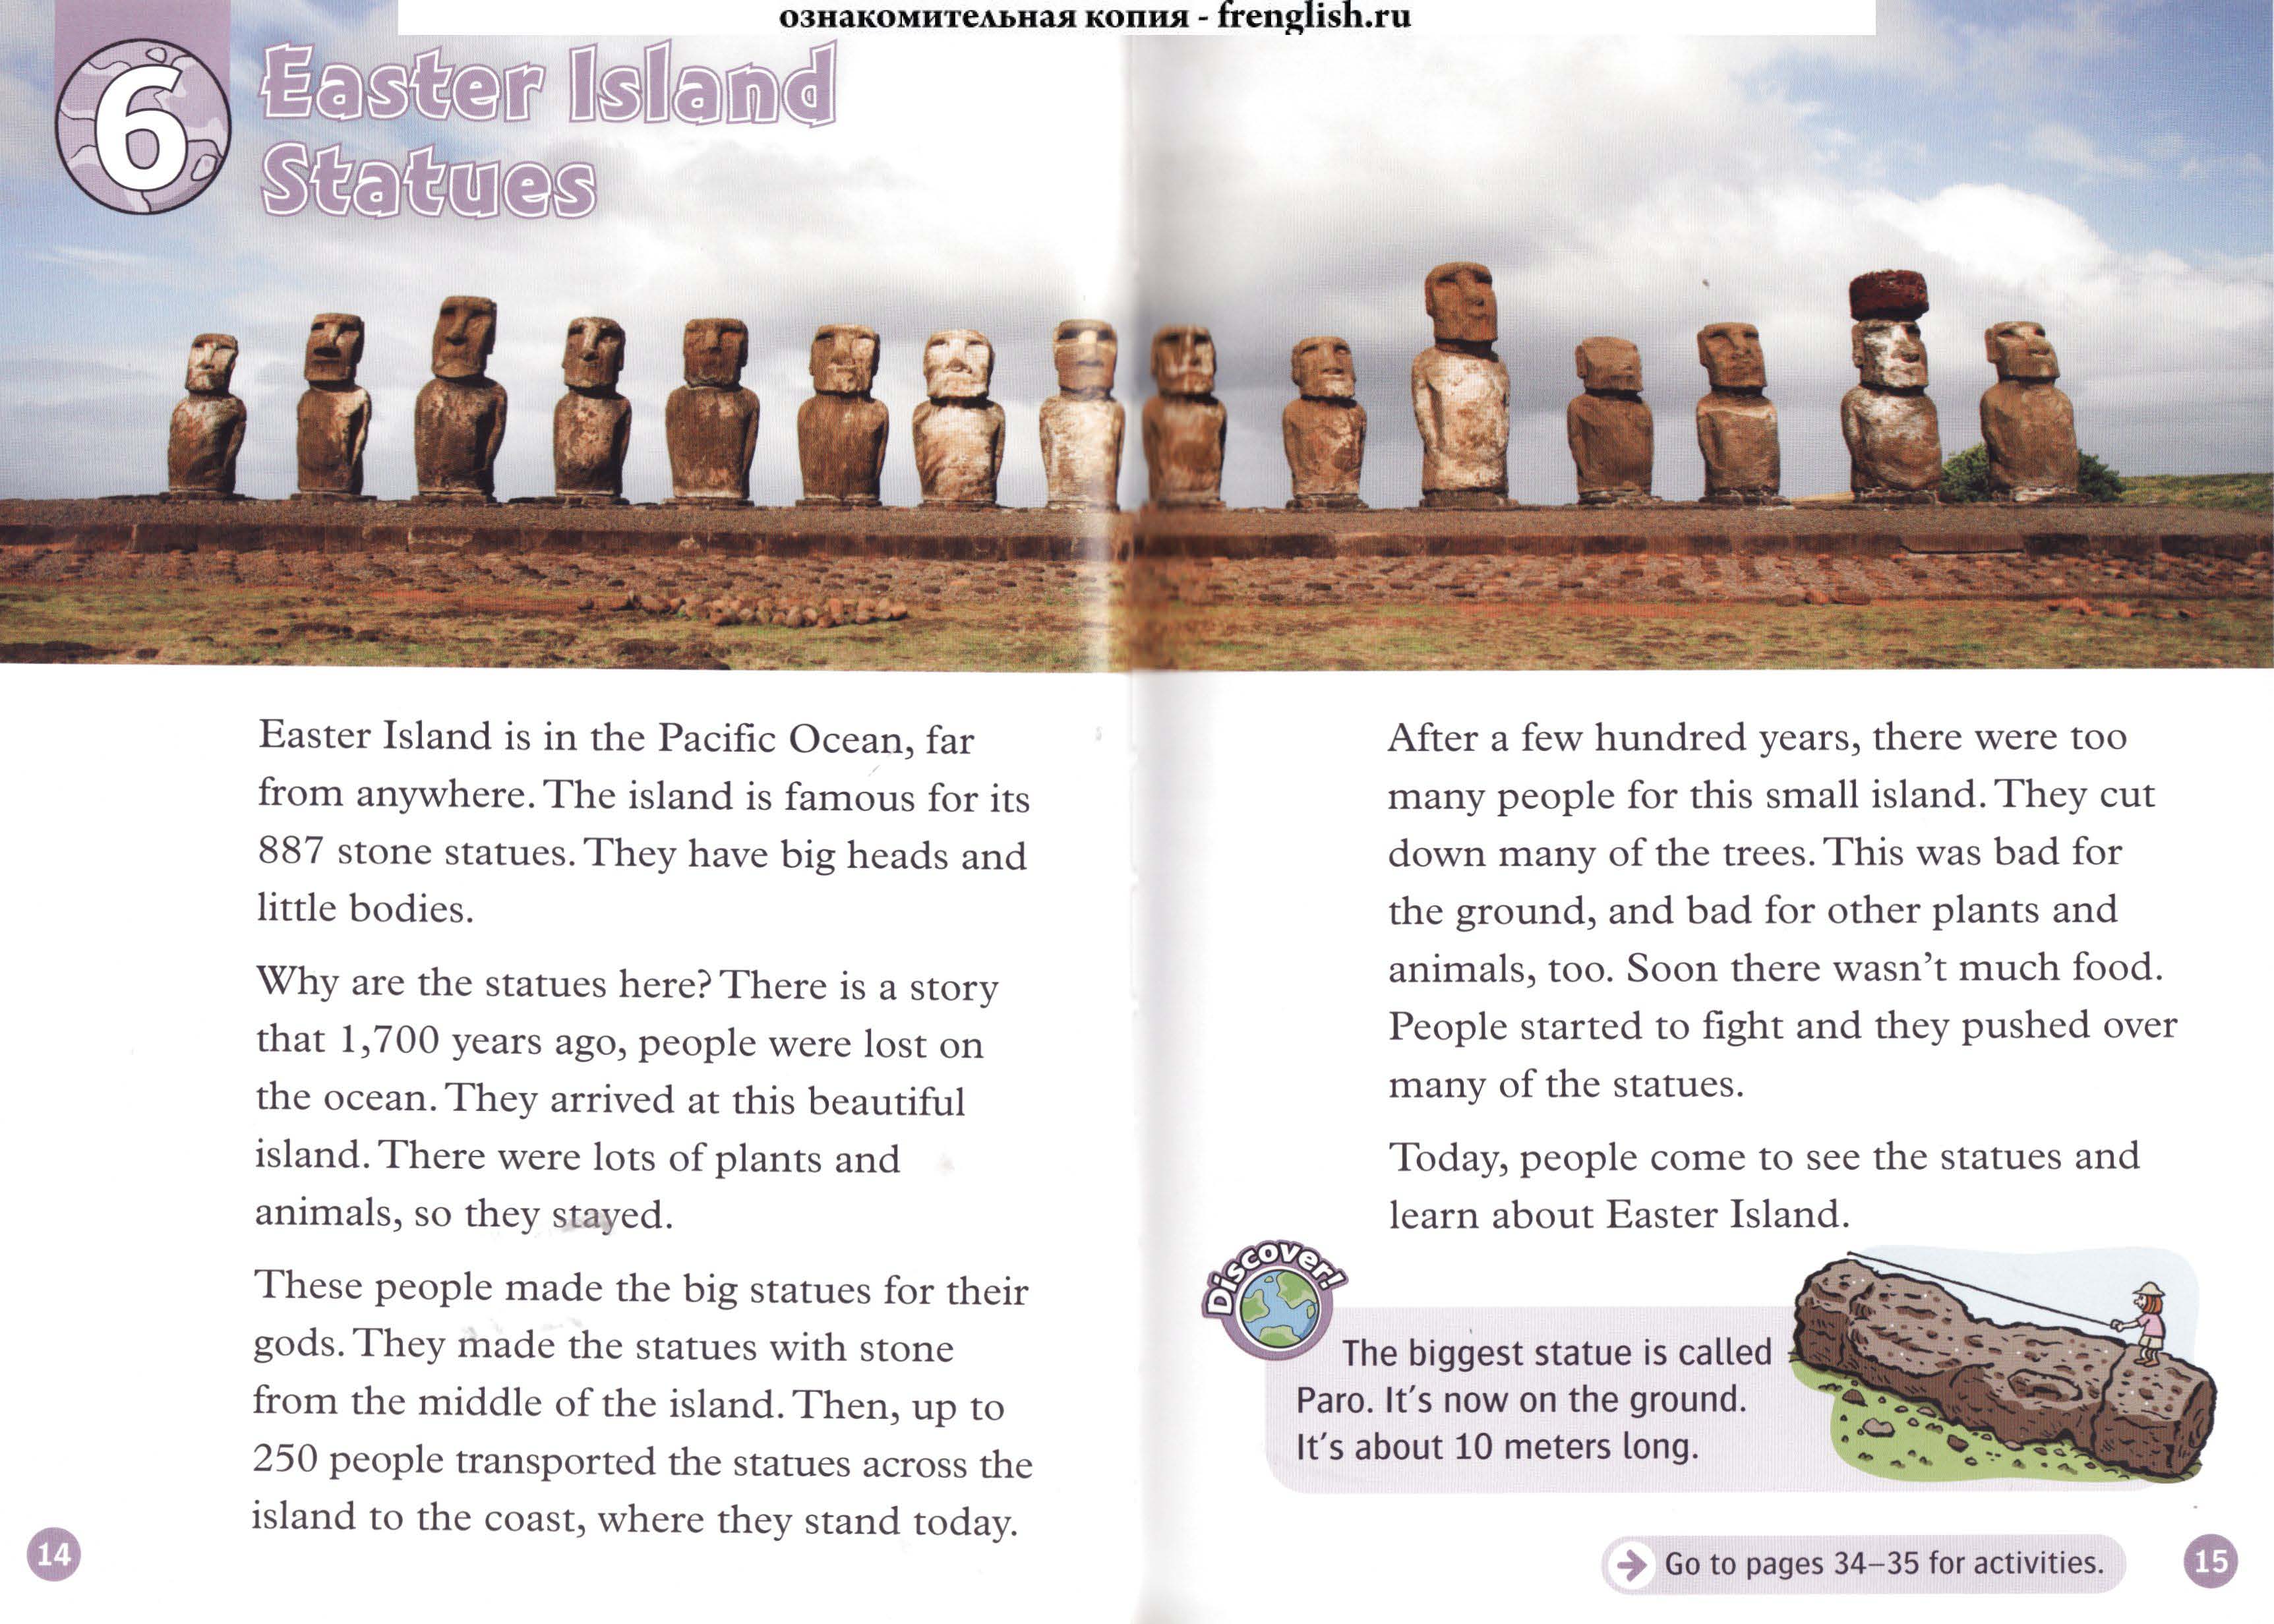 ознакомительная копия - frenglish.ru
6
Easter Island
Statues
Easter Island is in the Pacific Ocean, far
from anywhere. The island is famous for its
887 stone statues. They have big heads and
little bodies.
Why are the statues here? There is a story
that 1,700 years ago, people were lost on
the ocean. They arrived at this beautiful
island. There were lots of plants and
animals, so they stayed.
These people made the big statues for their
gods. They made the statues with stone
from the middle of the island. Then, up to
250 people transported the statues across the
island to the coast, where they stand today.
14
After a few hundred years, there were too
many people for this small island. They cut
down many of the trees. This was bad for
the ground, and bad for other plants and
animals, too. Soon there wasn't much food.
People started to fight and they pushed over
many of the statues.
Today, people come to see the statues and
learn about Easter Island.
Discover!
The biggest statue is called
Paro. It's now on the ground.
It's about 10 meters long.
Go to pages 34–35 for activities.
15